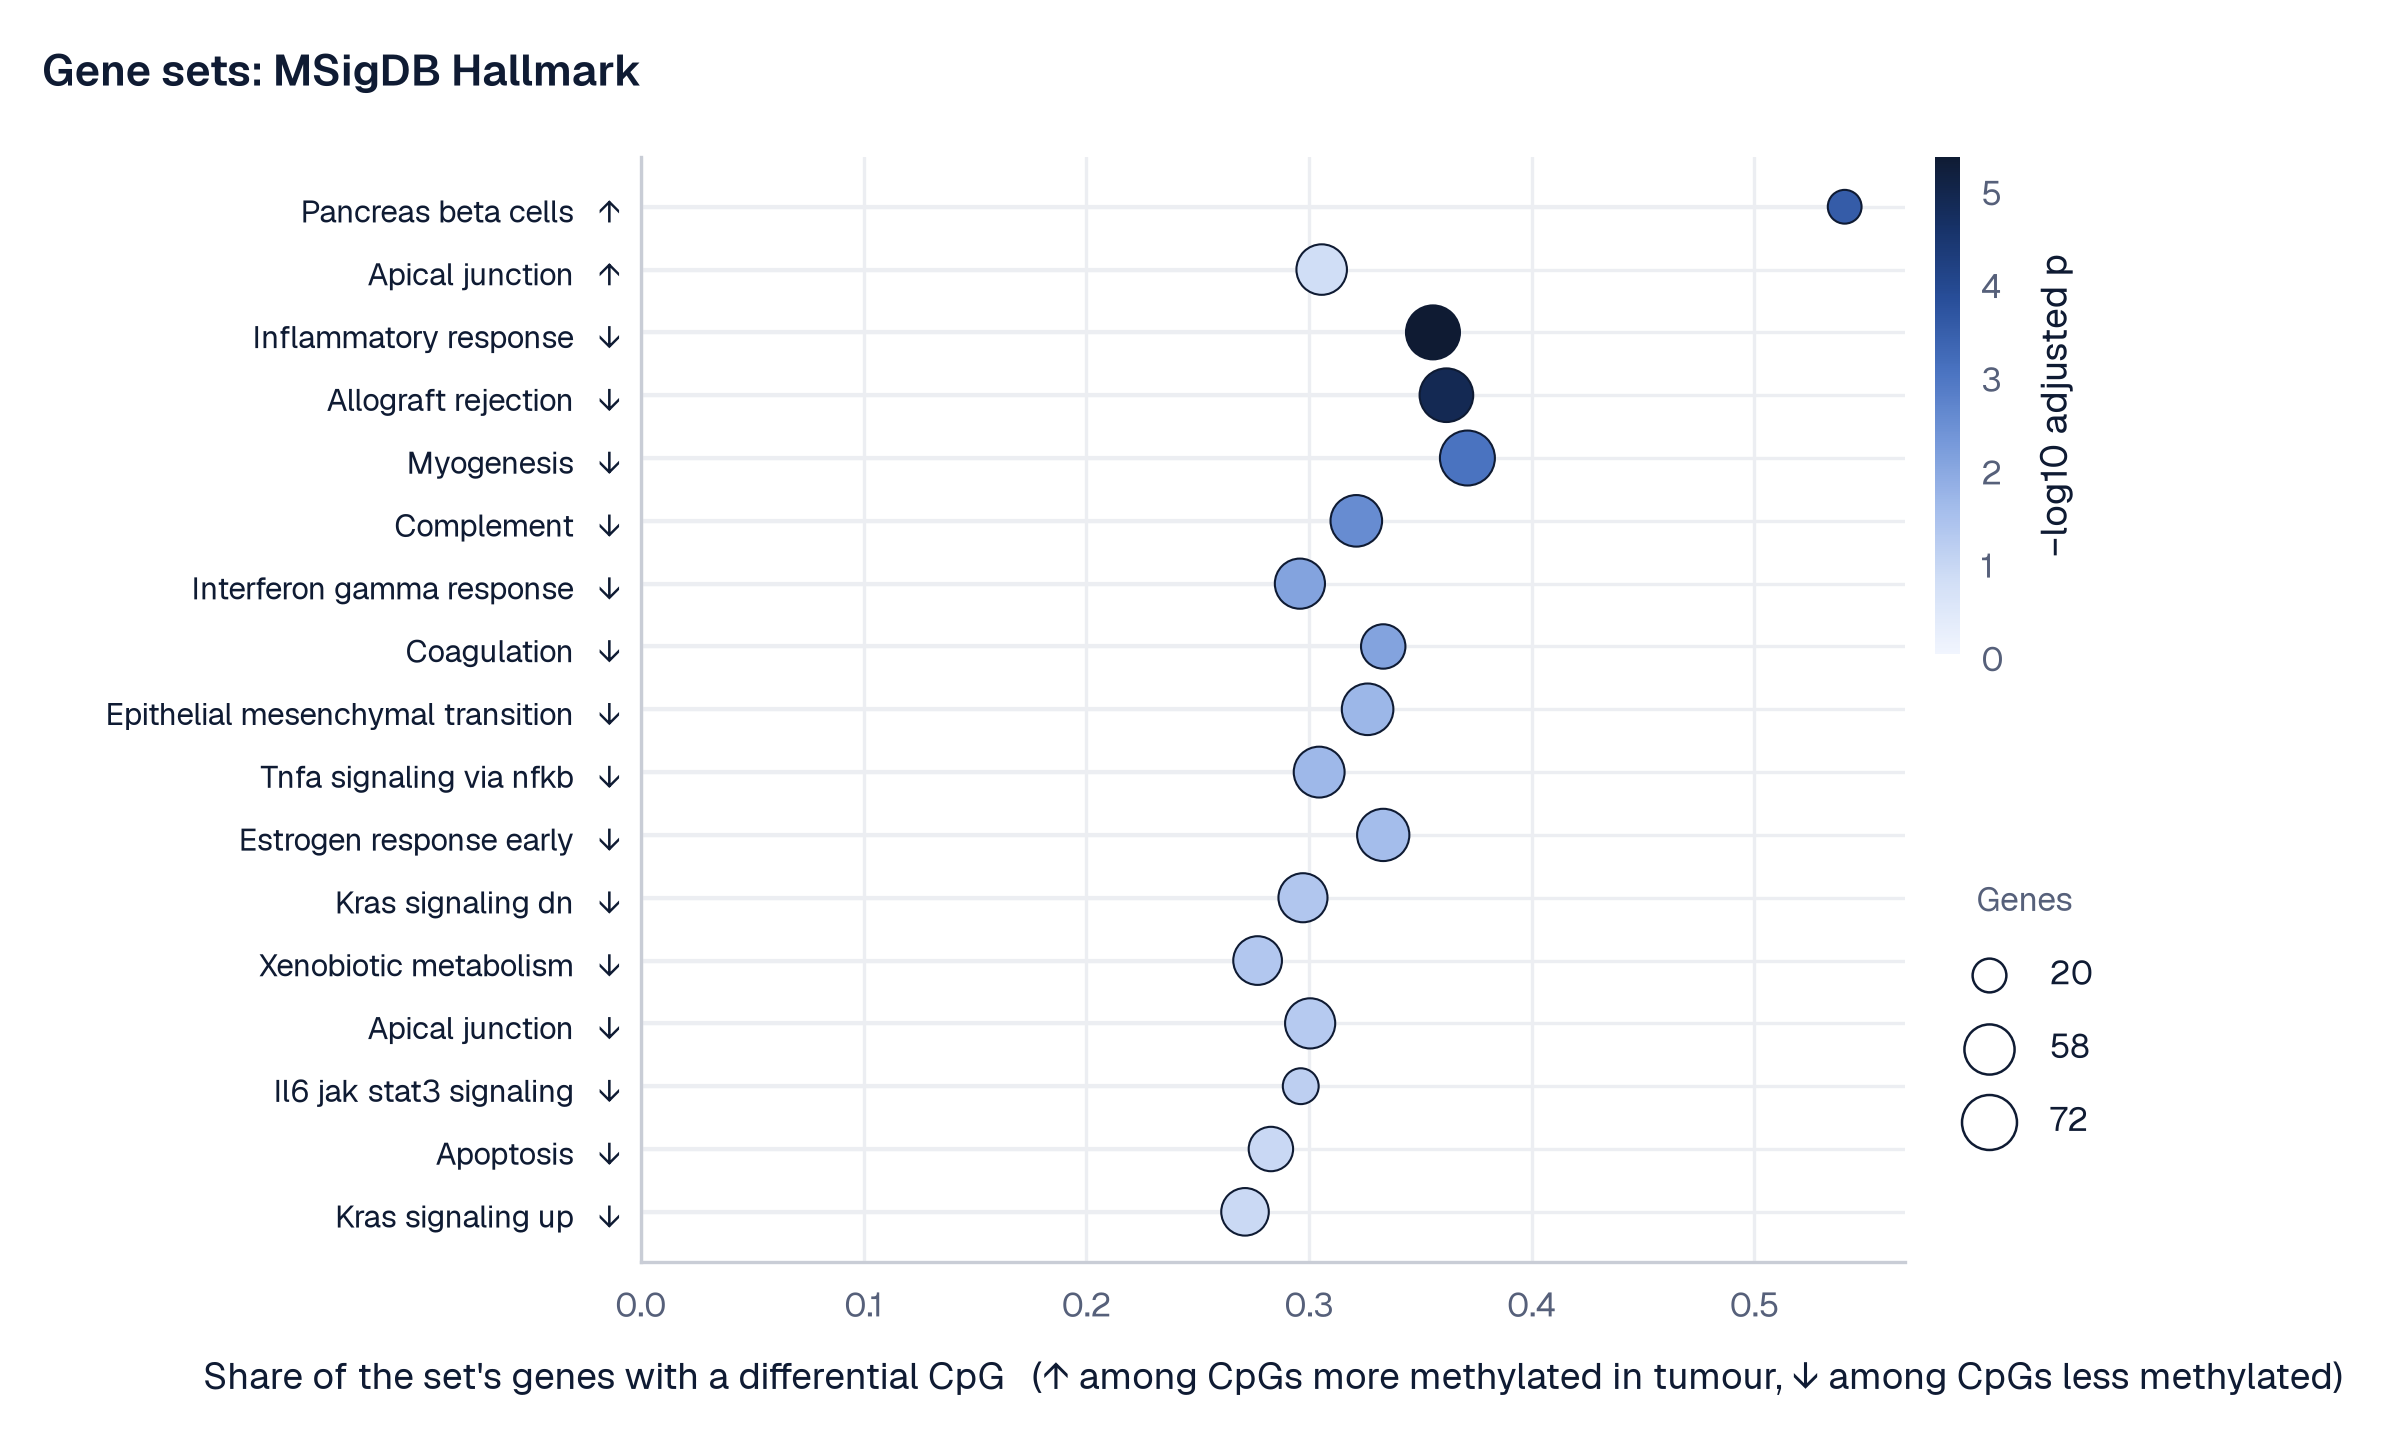 Gene sets: MSigDB Hallmark
Pancreas beta cells ↑
Apical junction ↑
Inflammatory response ↓
Allograft rejection ↓
Myogenesis ↓
Complement ↓
Interferon gamma response ↓
Coagulation ↓
Epithelial mesenchymal transition ↓
Tnfa signaling via nfkb ↓
Estrogen response early ↓
Kras signaling dn ↓
Xenobiotic metabolism ↓
Apical junction ↓
Il6 jak stat3 signaling ↓
Apoptosis ↓
Kras signaling up ↓
0.0 0.1 0.2 0.3 0.4 0.5
Share of the set's genes with a differential CpG (↑ among CpGs more methylated in tumour, ↓ among CpGs less methylated)
5
4
3
2
1
0
−log10 adjusted p
Genes
20
58
72